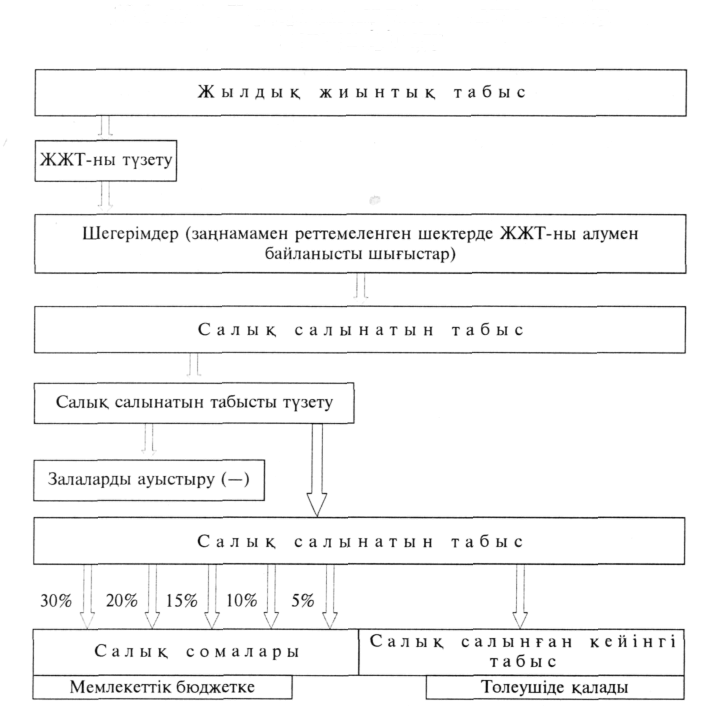 Жылдық жиынтық табыс
ЖЖТ-ны түзету
Шегерімдер (заңнамамен реттемеленген шектерде ЖЖТ-ны алумен
байланысты шығыстар)
Салық салынатын табыс
Салық салынатын табысты түзету
Залаларды ауыстыру (—)
Салық салынатын табыс
30% 20% 15% 10% 5%
Салық сомалары
Салық салынған кейінгі
табыс
Мемлекеттік бюджетке
Толеушіде қалады